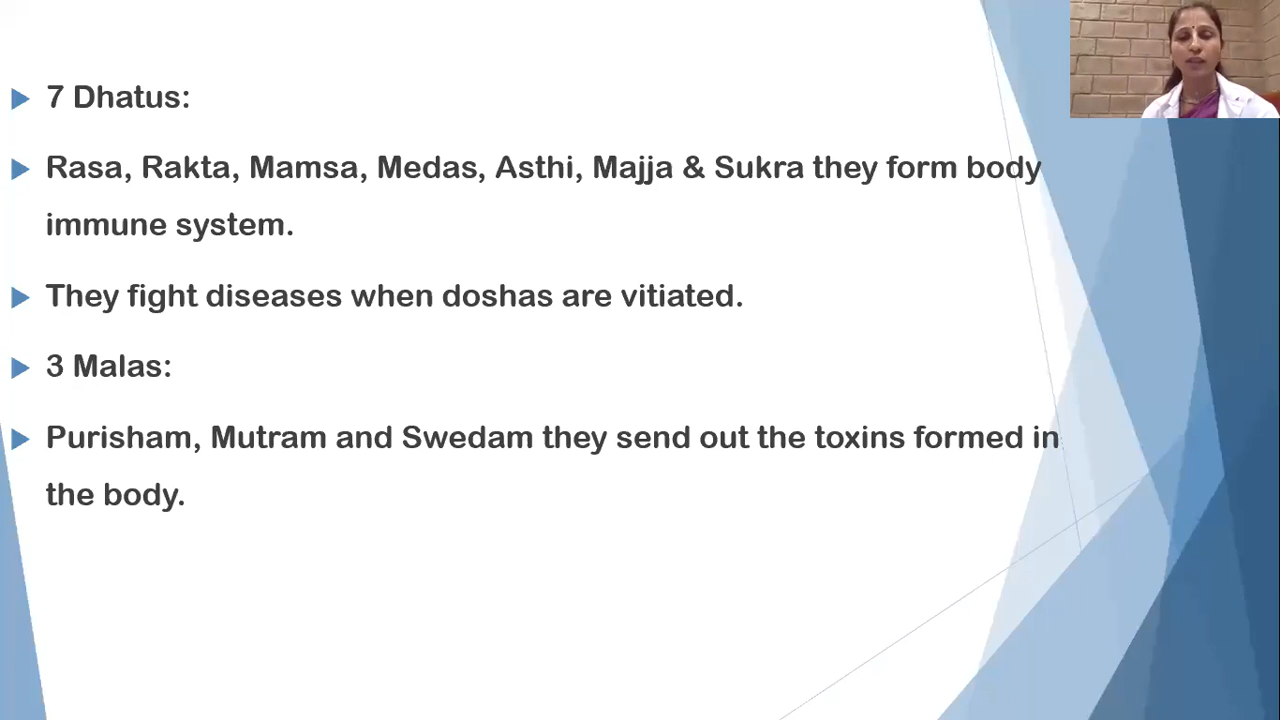 7 Dhatus:
Rasa, Rakta, Mamsa, Medas, Asthi, Majja & Sukra they form body
immune system.
They fight diseases when doshas are vitiated.
3 Malas:
Purisham, Mutram and Swedam they send out the toxins formed in
the body.